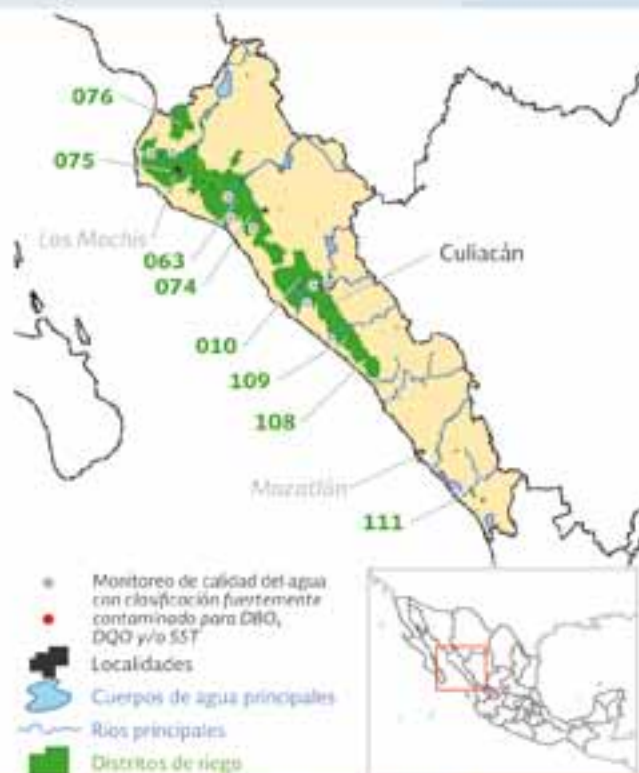 076
075
Los Mochis
063
074
Culiacán
010
109
108
Mazatlán
111
Monitoreo de calidad del agua
con clasificación fuertemente
contaminado para DBO,
DQO y/o SST
Localidades
Cuerpos de agua principales
Ríos principales
Distritos de riego